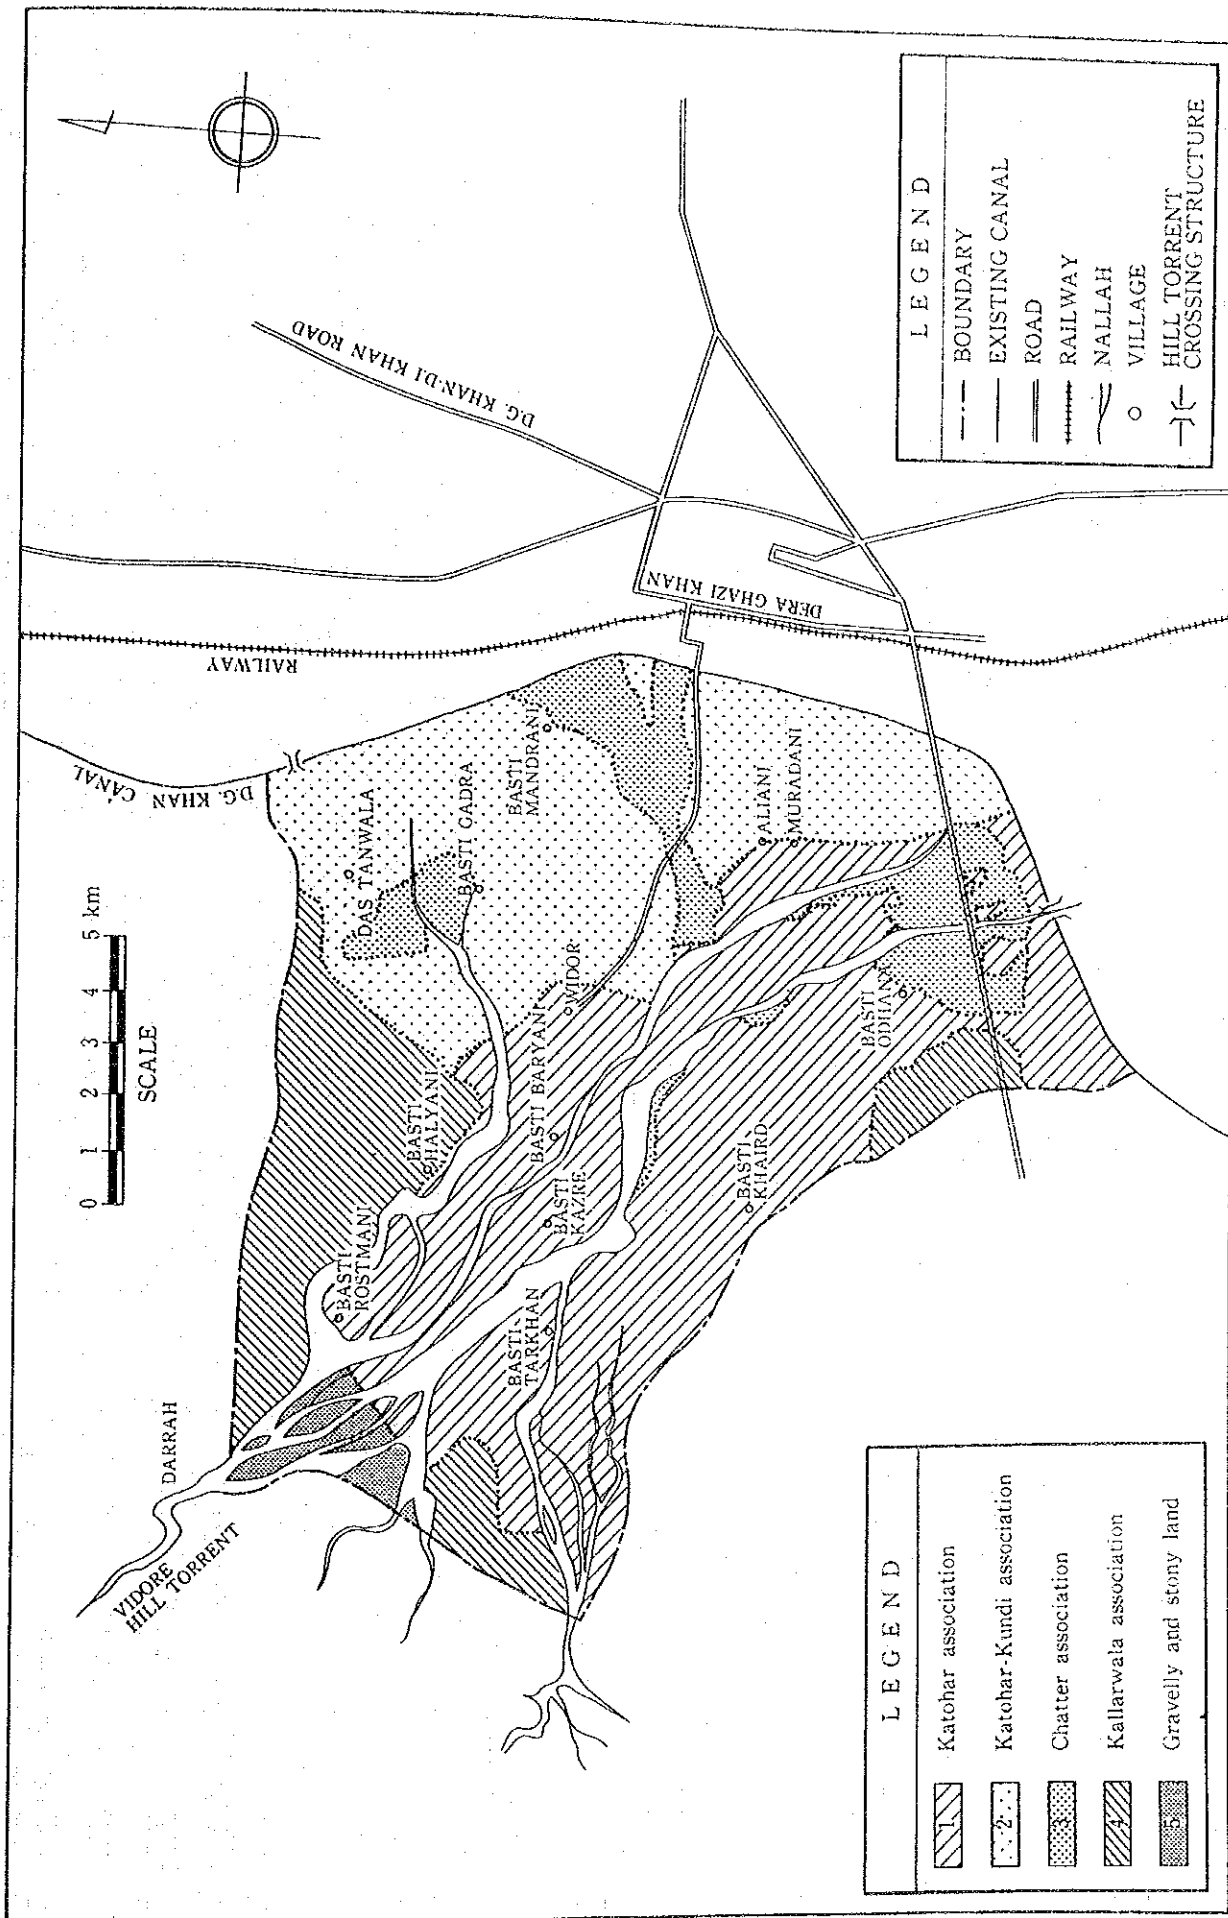 VIDORE
HILL TORRENT
DARRAH
0 1 2 3 4 5 km
SCALE
D.G. KHAN CANAL
RAILWAY
D.G. KHAN-D.I KHAN ROAD
DERA GHAZI KHAN
BASTI
ROSTMANI
BASTI
HALYANI
DAS TANWALA
BASTI GADRA
BASTI
MANDRANI
BASTI
TARKHAN
BASTI
KAZRE
BASTI BARYANI
WIDOR
BASTI
KHAIRD
BASTI
ODHANA
ALIANI
MURADANI
LEGEND
1 Katohar association
2 Katohar-Kundi association
3 Chatter association
4 Kallarwala association
5 Gravelly and stony land
LEGEND
BOUNDARY
EXISTING CANAL
ROAD
RAILWAY
NALLAH
VILLAGE
HILL TORRENT
CROSSING STRUCTURE